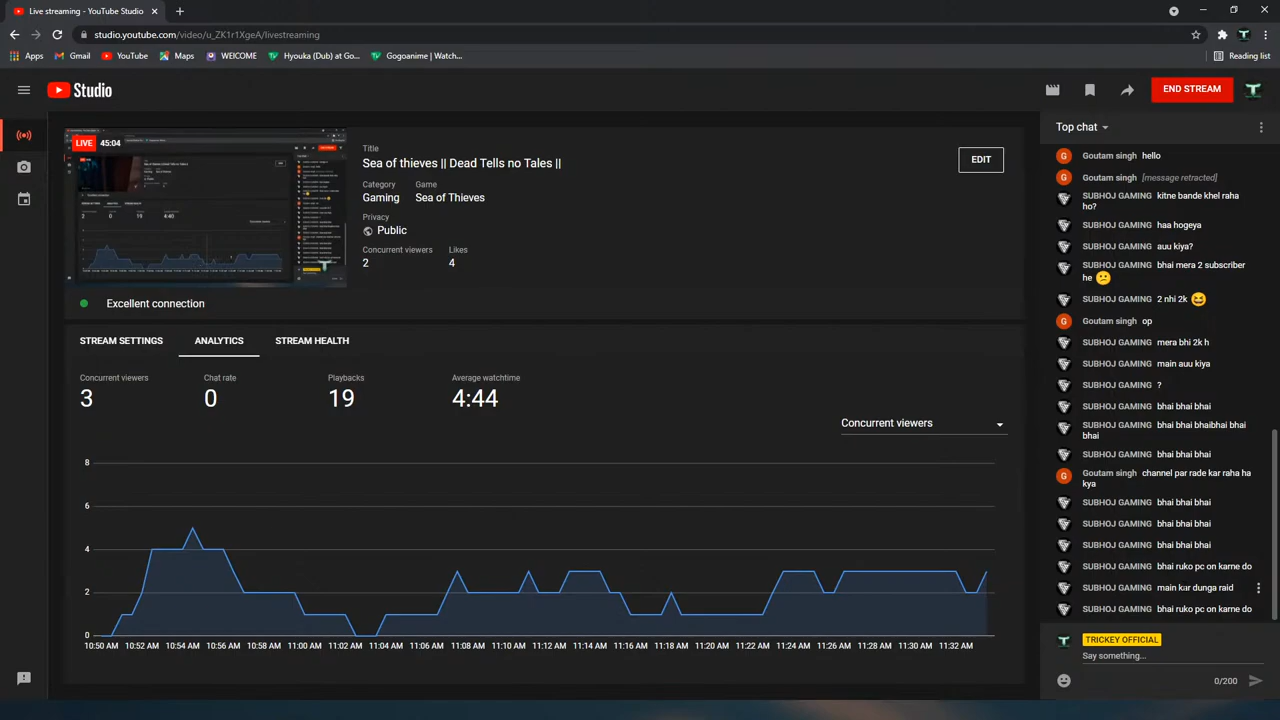 Live streaming - YouTube Studio
studio.youtube.com/video/u_ZK1r1XgeA/livestreaming
Apps Gmail YouTube Maps WElCOME Hyouka (Dub) at Go... Gogoanime | Watch... Reading list
Studio
END STREAM
LIVE 45:04
Title
Sea of thieves || Dead Tells no Tales ||
EDIT
Category Game
Gaming Sea of Thieves
Privacy
Public
Concurrent viewers Likes
2 4
Excellent connection
STREAM SETTINGS ANALYTICS STREAM HEALTH
Concurrent viewers Chat rate Playbacks Average watchtime
3 0 19 4:44
Concurrent viewers
8
6
4
2
0
10:50 AM 10:52 AM 10:54 AM 10:56 AM 10:58 AM 11:00 AM 11:02 AM 11:04 AM 11:06 AM 11:08 AM 11:10 AM 11:12 AM 11:14 AM 11:16 AM 11:18 AM 11:20 AM 11:22 AM 11:24 AM 11:26 AM 11:28 AM 11:30 AM 11:32 AM
Top chat
G Goutam singh hello
G Goutam singh [message retracted]
SUBHOJ GAMING kitne bande khel raha
ho?
SUBHOJ GAMING haa hogeya
SUBHOJ GAMING auu kiya?
SUBHOJ GAMING bhai mera 2 subscriber
he 😕
SUBHOJ GAMING 2 nhi 2k 😆
G Goutam singh op
SUBHOJ GAMING mera bhi 2k h
SUBHOJ GAMING main auu kiya
SUBHOJ GAMING ?
SUBHOJ GAMING bhai bhai bhai
SUBHOJ GAMING bhai bhai bhaibhai bhai
bhai
SUBHOJ GAMING bhai bhai bhai
G Goutam singh channel par rade kar raha ha
kya
SUBHOJ GAMING bhai bhai bhai
SUBHOJ GAMING bhai bhai bhai
SUBHOJ GAMING bhai bhai bhai
SUBHOJ GAMING bhai ruko pc on karne do
SUBHOJ GAMING main kar dunga raid
SUBHOJ GAMING bhai ruko pc on karne do
TRICKEY OFFICIAL
Say something...
0/200